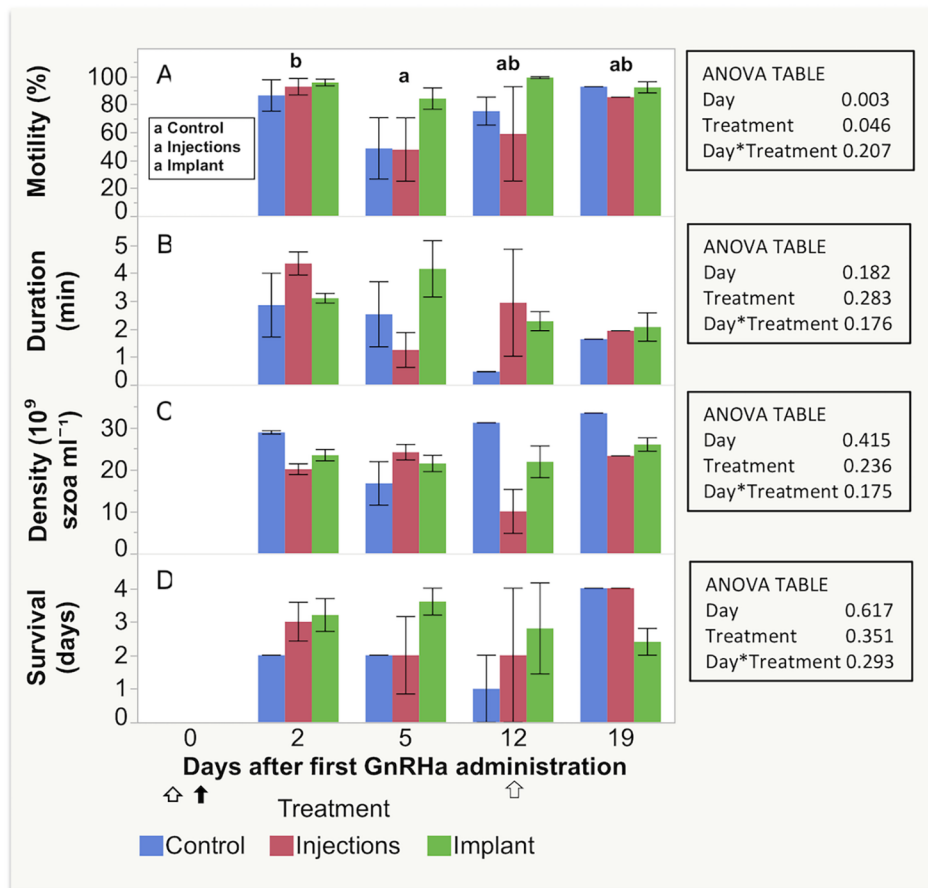 A
b
a
ab
ab
Motility (%)
100
80
60
40
20
0
a Control
a Injections
a Implant
ANOVA TABLE
Day 0.003
Treatment 0.046
Day*Treatment 0.207
B
Duration
(min)
5
4
3
2
1
0
ANOVA TABLE
Day 0.182
Treatment 0.283
Day*Treatment 0.176
C
Density (10⁹
szoa ml⁻¹)
30
20
10
0
ANOVA TABLE
Day 0.415
Treatment 0.236
Day*Treatment 0.175
D
Survival
(days)
4
3
2
1
0
ANOVA TABLE
Day 0.617
Treatment 0.351
Day*Treatment 0.293
0 2 5 12 19
Days after first GnRHa administration
Treatment
Control Injections Implant